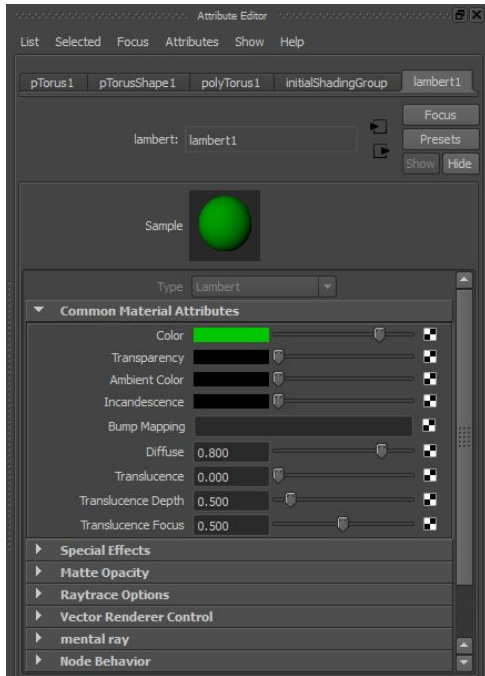 Attribute Editor
List Selected Focus Attributes Show Help
pTorus1 pTorusShape1 polyTorus1 initialShadingGroup lambert1
Focus
lambert: lambert1
Presets
Show Hide
Sample
Type Lambert
Common Material Attributes
Color
Transparency
Ambient Color
Incandescence
Bump Mapping
Diffuse 0.800
Translucence 0.000
Translucence Depth 0.500
Translucence Focus 0.500
Special Effects
Matte Opacity
Raytrace Options
Vector Renderer Control
mental ray
Node Behavior